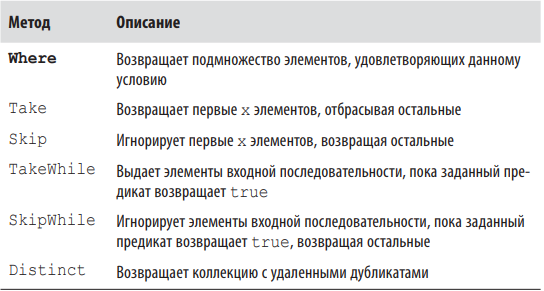 Метод Описание
Where Возвращает подмножество элементов, удовлетворяющих данному
условию
Take Возвращает первые x элементов, отбрасывая остальные
Skip Игнорирует первые x элементов, возвращая остальные
TakeWhile Выдает элементы входной последовательности, пока заданный пре-
дикат возвращает true
SkipWhile Игнорирует элементы входной последовательности, пока заданный
предикат возвращает true, возвращая остальные
Distinct Возвращает коллекцию с удаленными дубликатами